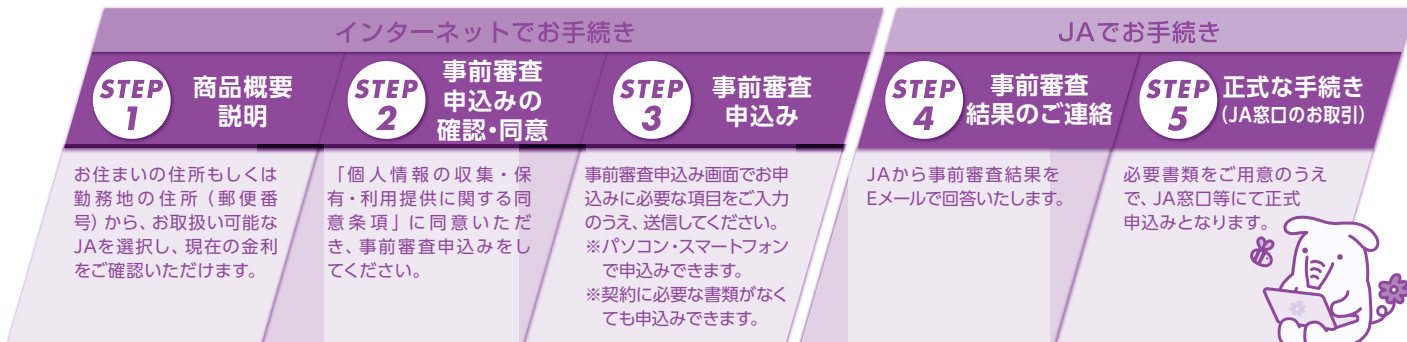 インターネットでお手続き
STEP
1
商品概要
説明
STEP
2
事前審査
申込みの
確認・同意
STEP
3
事前審査
申込み
お住まいの住所もしくは
勤務地の住所（郵便番
号）から、お取扱い可能な
JAを選択し、現在の金利
をご確認いただけます。
「個人情報の収集・保
有・利用提供に関する同
意条項」に同意いただ
き、事前審査申込みをし
てください。
事前審査申込み画面でお申
込みに必要な項目をご入力
のうえ、送信してください。
※パソコン・スマートフォン
で申込みできます。
※契約に必要な書類がなく
ても申込みできます。
JAでお手続き
STEP
4
事前審査
結果のご連絡
STEP
5
正式な手続き
（JA窓口のお取引）
JAから事前審査結果を
Eメールで回答いたします。
必要書類をご用意のうえ
で、JA窓口等にて正式
申込みとなります。